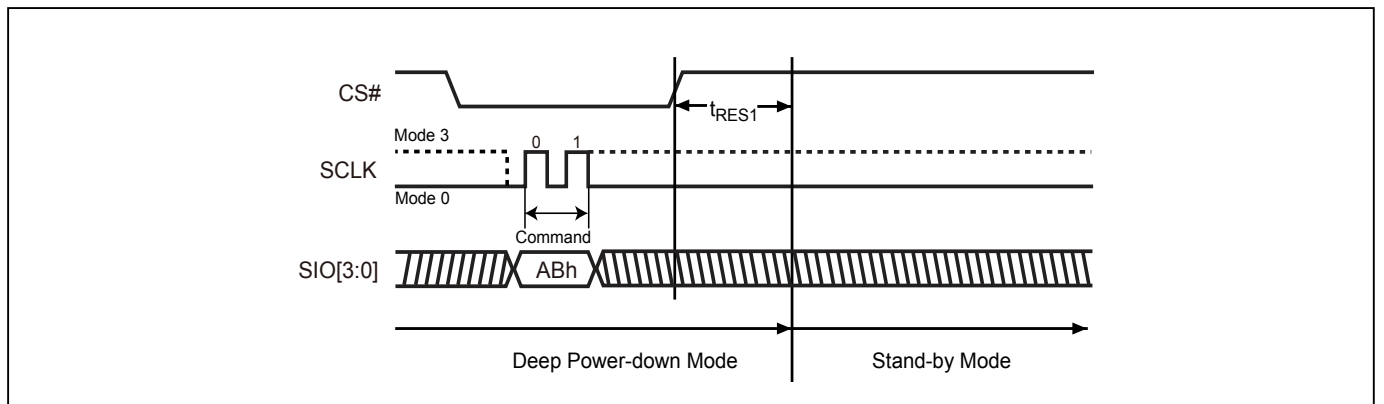 CS#
tRES1
Mode 3
0 1
SCLK
Mode 0
Command
SIO[3:0]
ABh
Deep Power-down Mode
Stand-by Mode